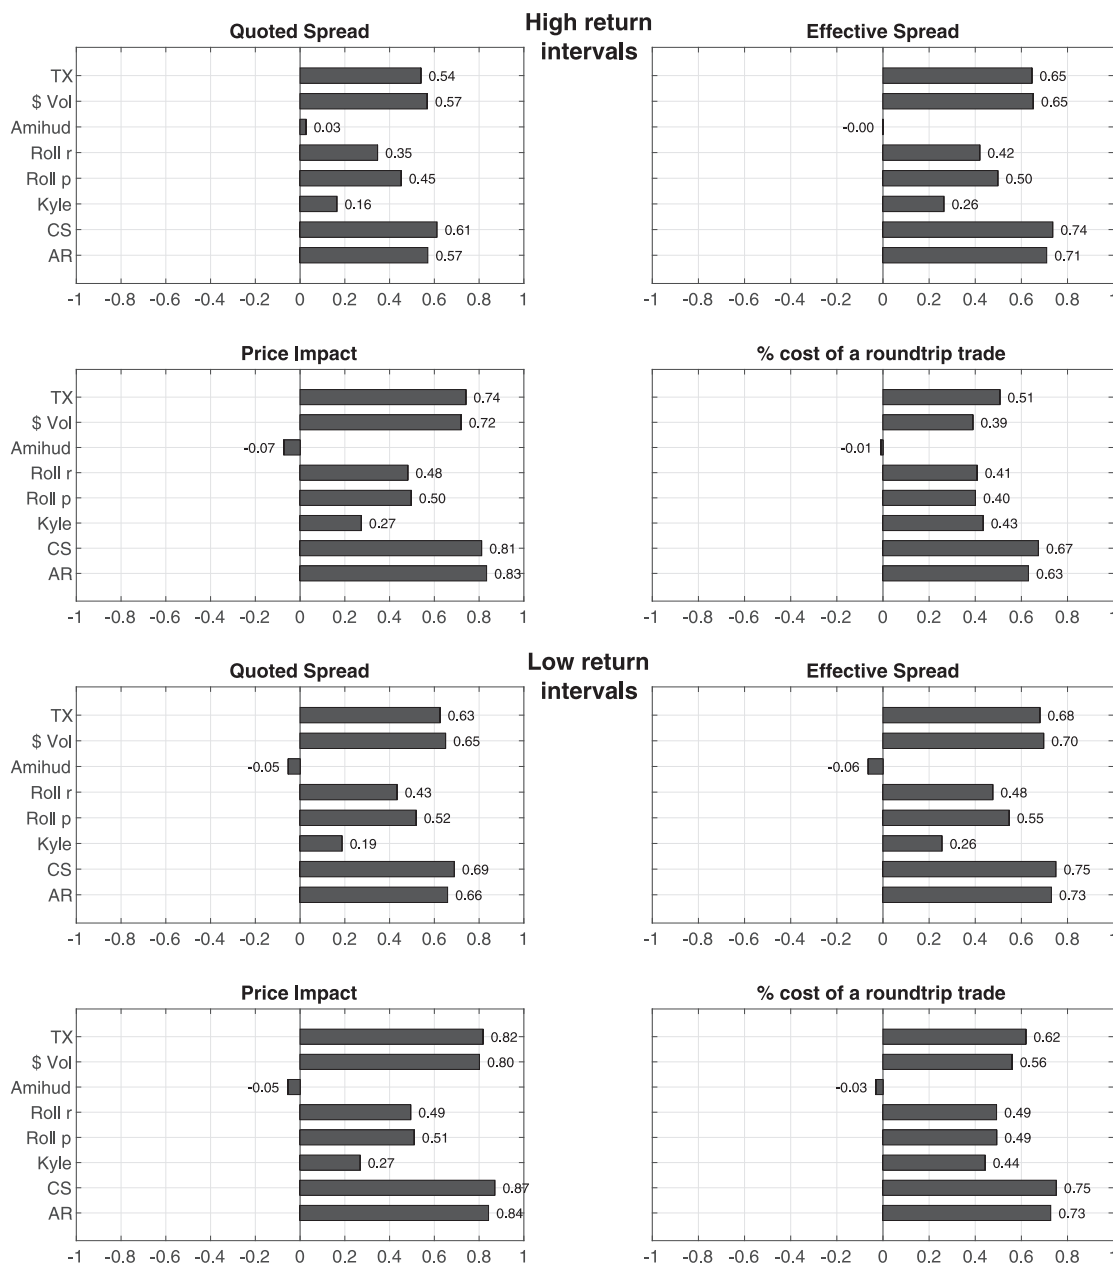 High return
intervals
Quoted Spread
TX 0.54
$ Vol 0.57
Amihud 0.03
Roll r 0.35
Roll p 0.45
Kyle 0.16
CS 0.61
AR 0.57
-1 -0.8 -0.6 -0.4 -0.2 0 0.2 0.4 0.6 0.8 1
Effective Spread
0.65
0.65
-0.00
0.42
0.50
0.26
0.74
0.71
-1 -0.8 -0.6 -0.4 -0.2 0 0.2 0.4 0.6 0.8 1
Price Impact
TX 0.74
$ Vol 0.72
Amihud -0.07
Roll r 0.48
Roll p 0.50
Kyle 0.27
CS 0.81
AR 0.83
-1 -0.8 -0.6 -0.4 -0.2 0 0.2 0.4 0.6 0.8 1
% cost of a roundtrip trade
0.51
0.39
-0.01
0.41
0.40
0.43
0.67
0.63
-1 -0.8 -0.6 -0.4 -0.2 0 0.2 0.4 0.6 0.8 1
Low return
intervals
Quoted Spread
TX 0.63
$ Vol 0.65
Amihud -0.05
Roll r 0.43
Roll p 0.52
Kyle 0.19
CS 0.69
AR 0.66
-1 -0.8 -0.6 -0.4 -0.2 0 0.2 0.4 0.6 0.8 1
Effective Spread
0.68
0.70
-0.06
0.48
0.55
0.26
0.75
0.73
-1 -0.8 -0.6 -0.4 -0.2 0 0.2 0.4 0.6 0.8 1
Price Impact
TX 0.82
$ Vol 0.80
Amihud -0.05
Roll r 0.49
Roll p 0.51
Kyle 0.27
CS 0.87
AR 0.84
-1 -0.8 -0.6 -0.4 -0.2 0 0.2 0.4 0.6 0.8 1
% cost of a roundtrip trade
0.62
0.56
-0.03
0.49
0.49
0.44
0.75
0.73
-1 -0.8 -0.6 -0.4 -0.2 0 0.2 0.4 0.6 0.8 1